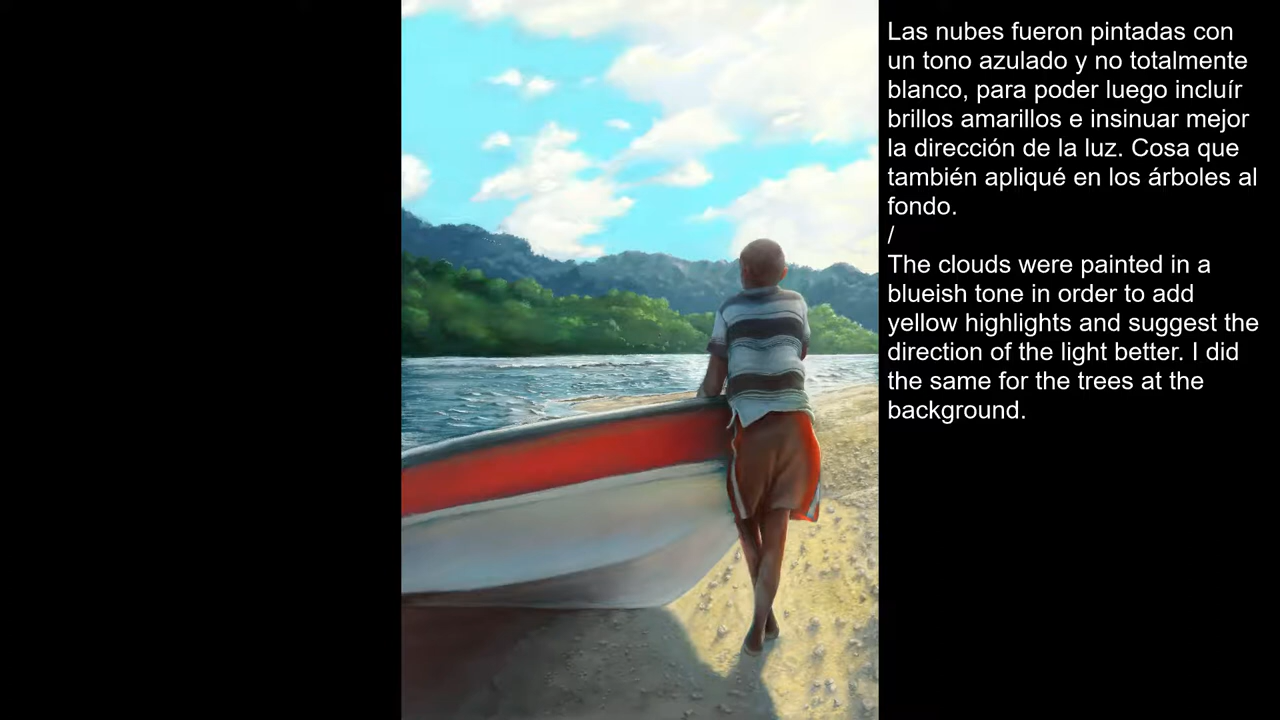 Las nubes fueron pintadas con
un tono azulado y no totalmente
blanco, para poder luego incluír
brillos amarillos e insinuar mejor
la dirección de la luz. Cosa que
también apliqué en los árboles al
fondo.
/
The clouds were painted in a
blueish tone in order to add
yellow highlights and suggest the
direction of the light better. I did
the same for the trees at the
background.